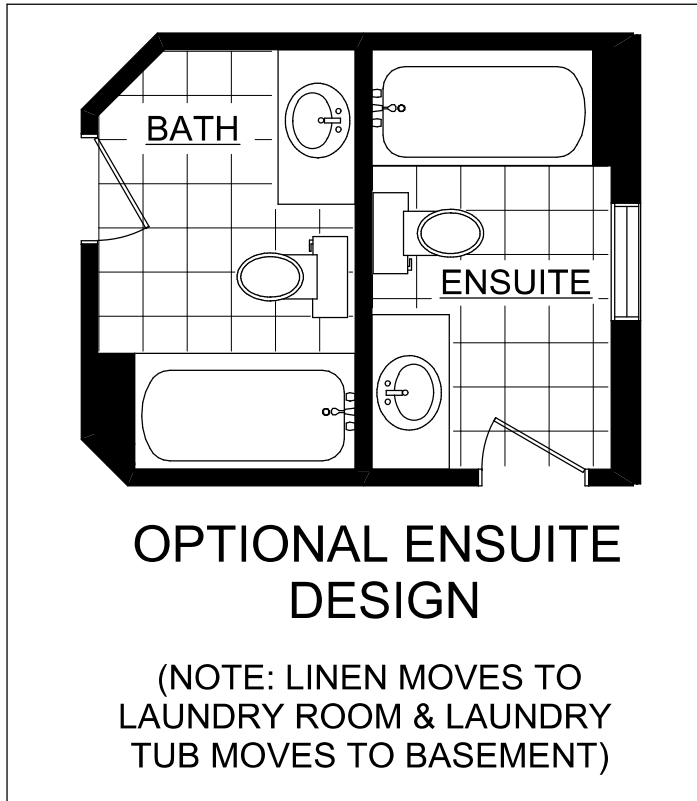 BATH
ENSUITE
OPTIONAL ENSUITE
DESIGN
(NOTE: LINEN MOVES TO
LAUNDRY ROOM & LAUNDRY
TUB MOVES TO BASEMENT)